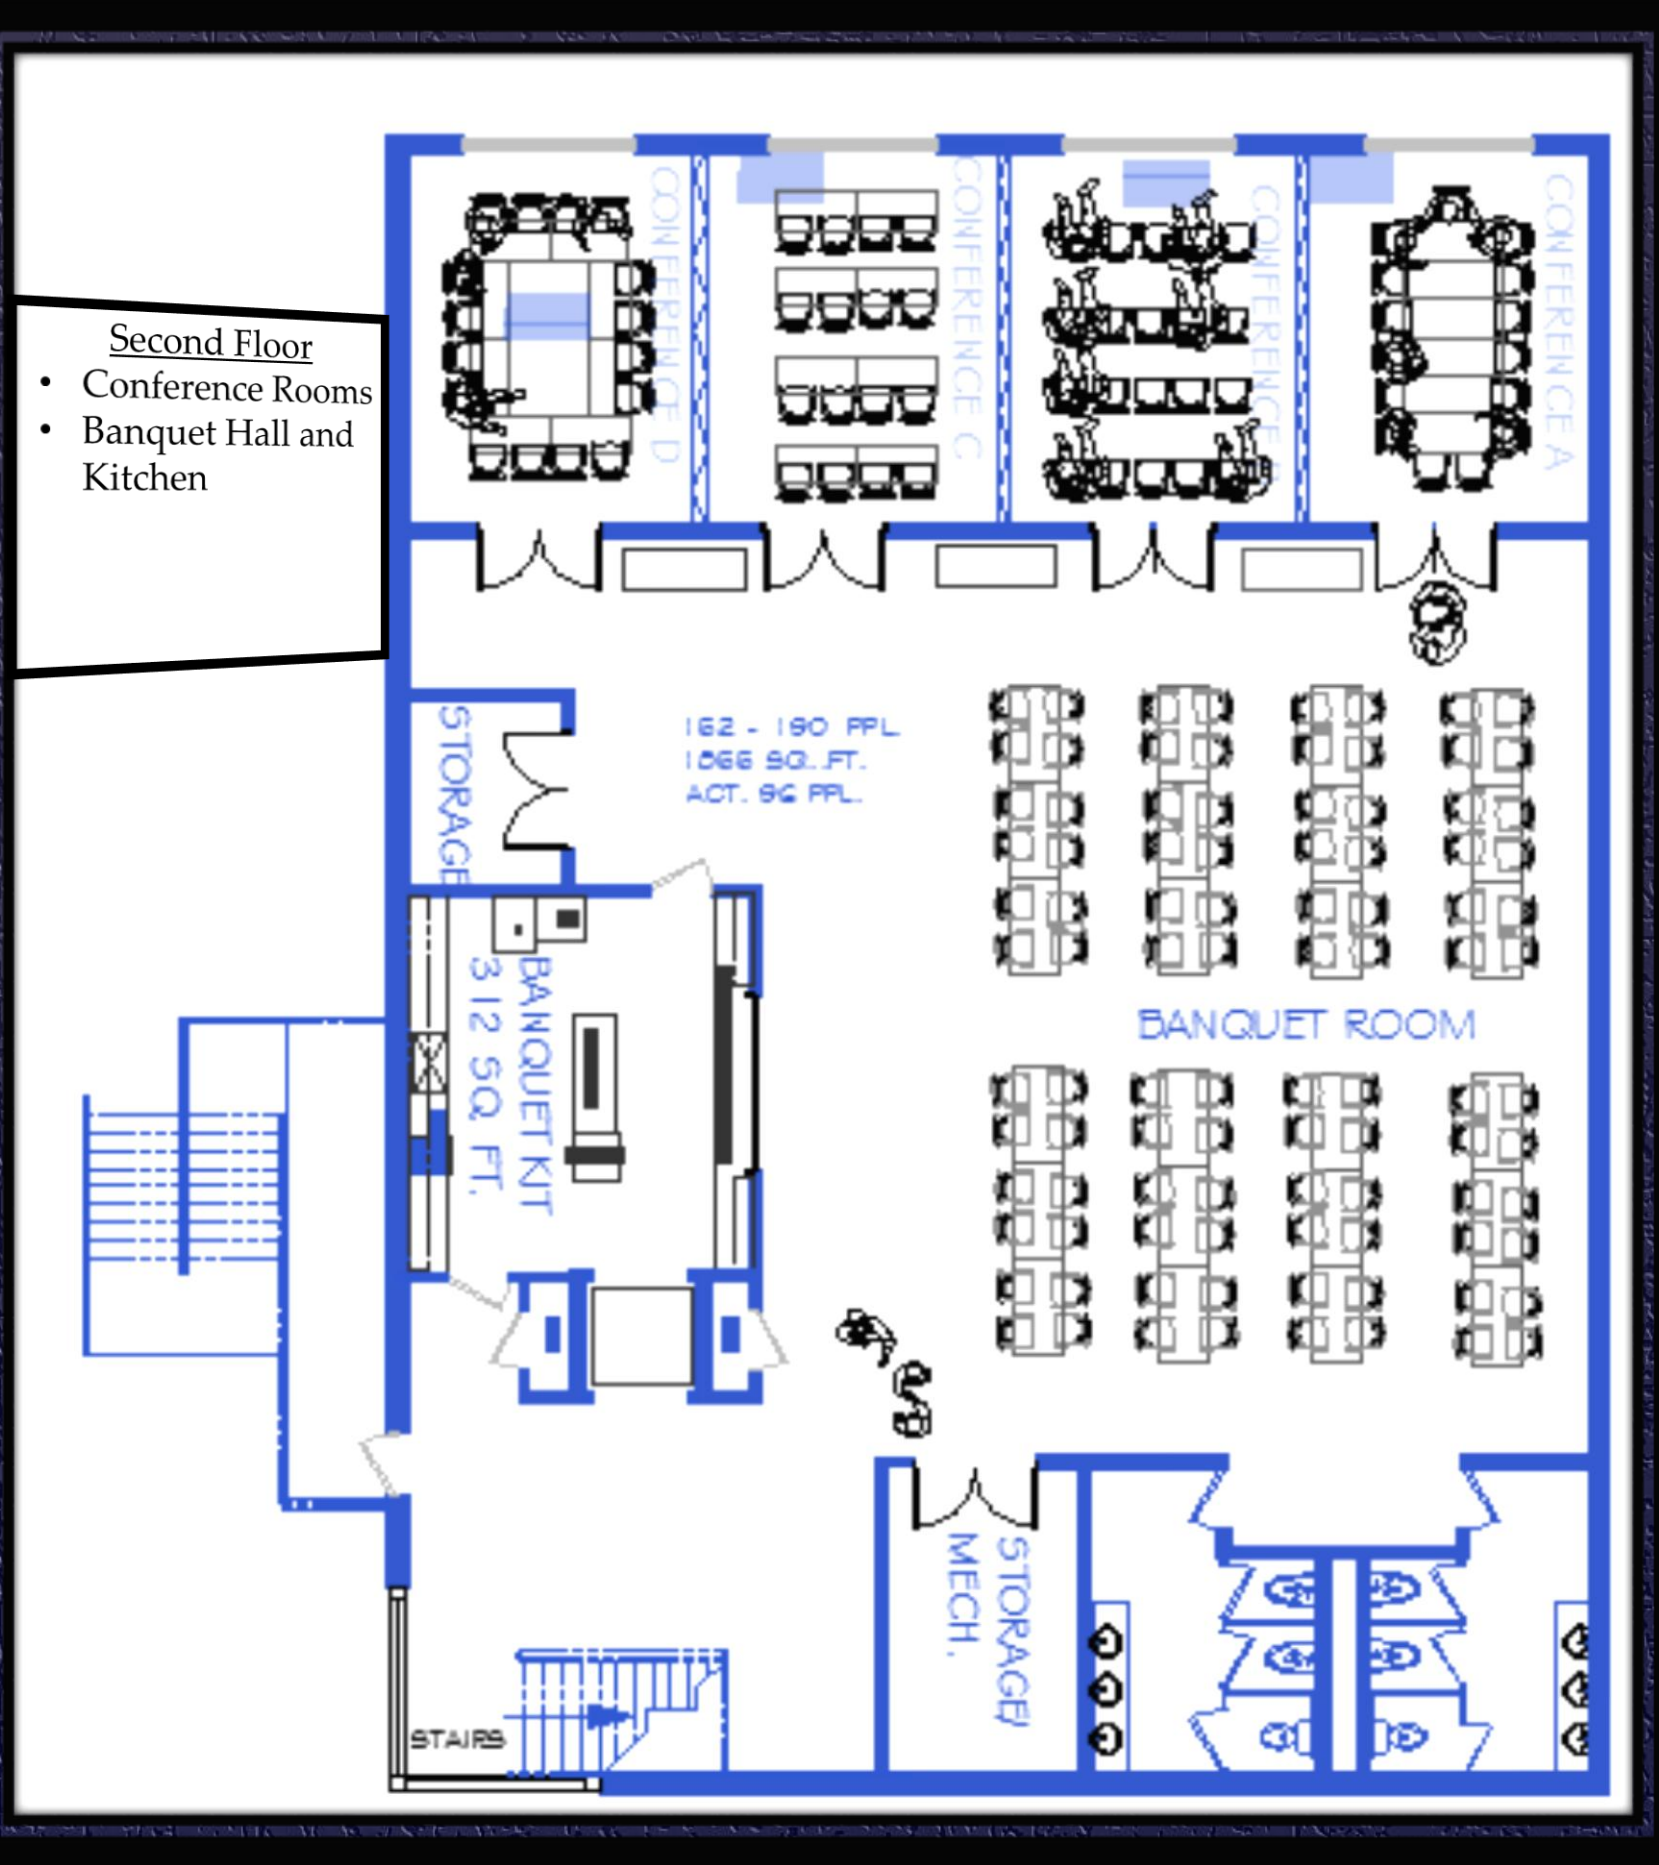 Second Floor
• Conference Rooms
• Banquet Hall and
Kitchen
CONFERENCE D
CONFERENCE C
CONFERENCE
CONFERENCE A
STORAGE
162 - 190 PPL.
1866 SQ. FT.
ACT. 96 PPL.
BANQUET KIT
312 SQ FT.
BANQUET ROOM
STORAGE/
MECH.
STAIRS